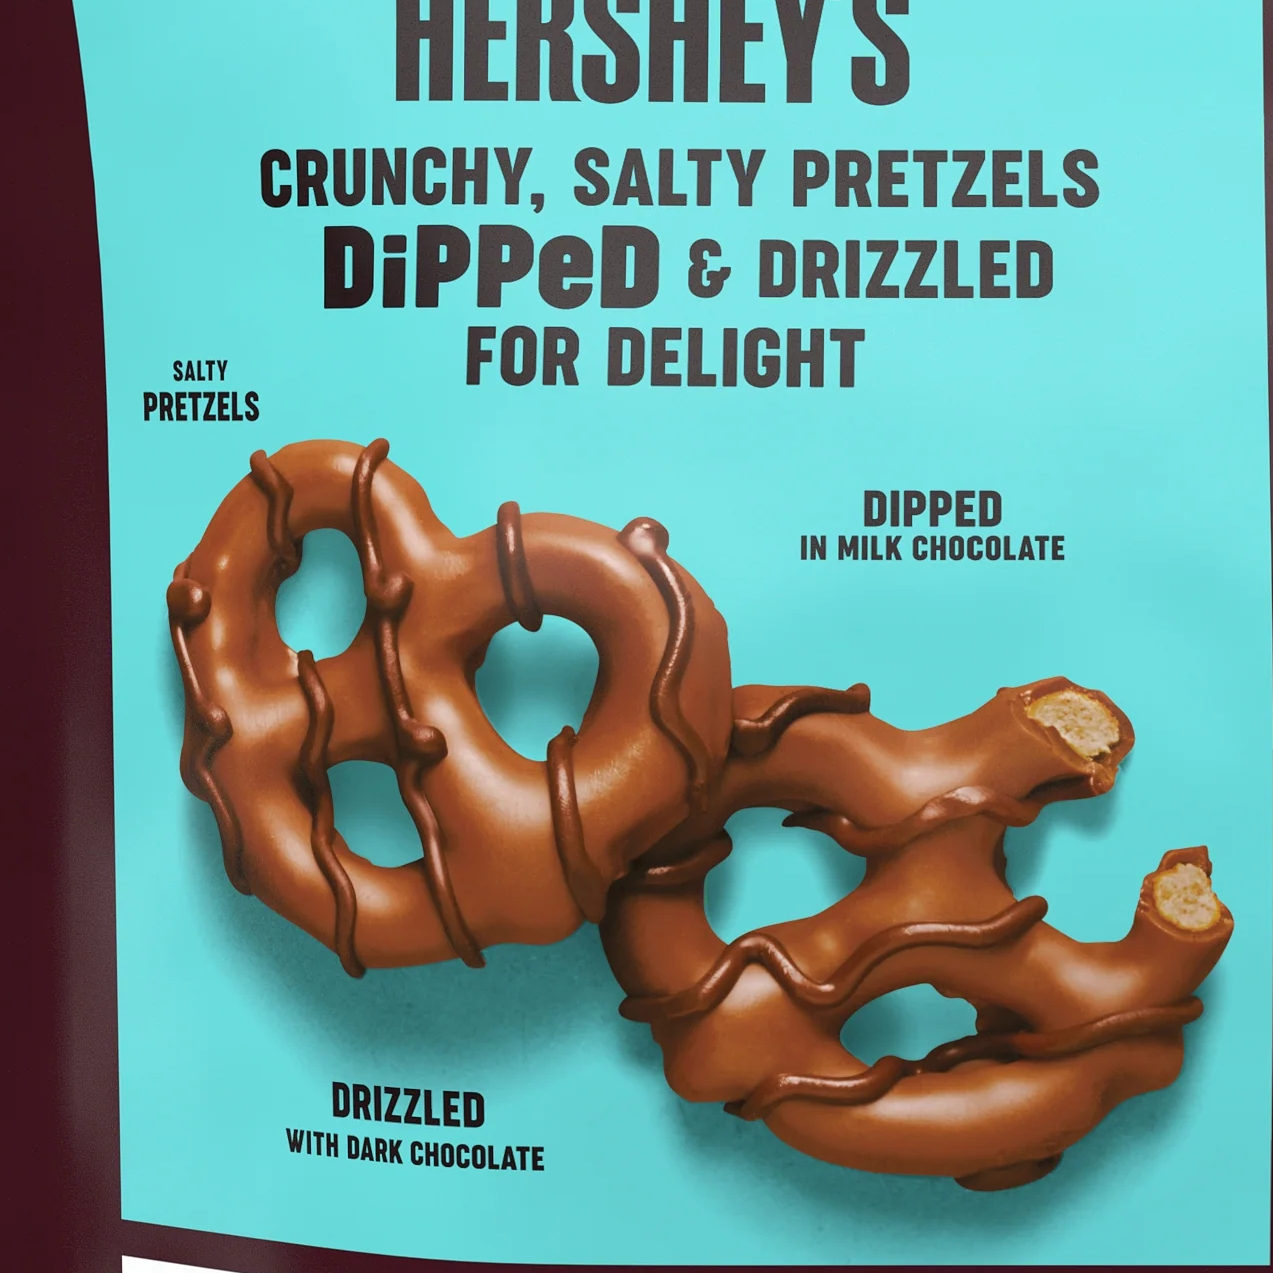 HERSHEY'S
CRUNCHY, SALTY PRETZELS
DiPPeD & DRIZZLED
FOR DELIGHT
SALTY
PRETZELS
DIPPED
IN MILK CHOCOLATE
DRIZZLED
WITH DARK CHOCOLATE